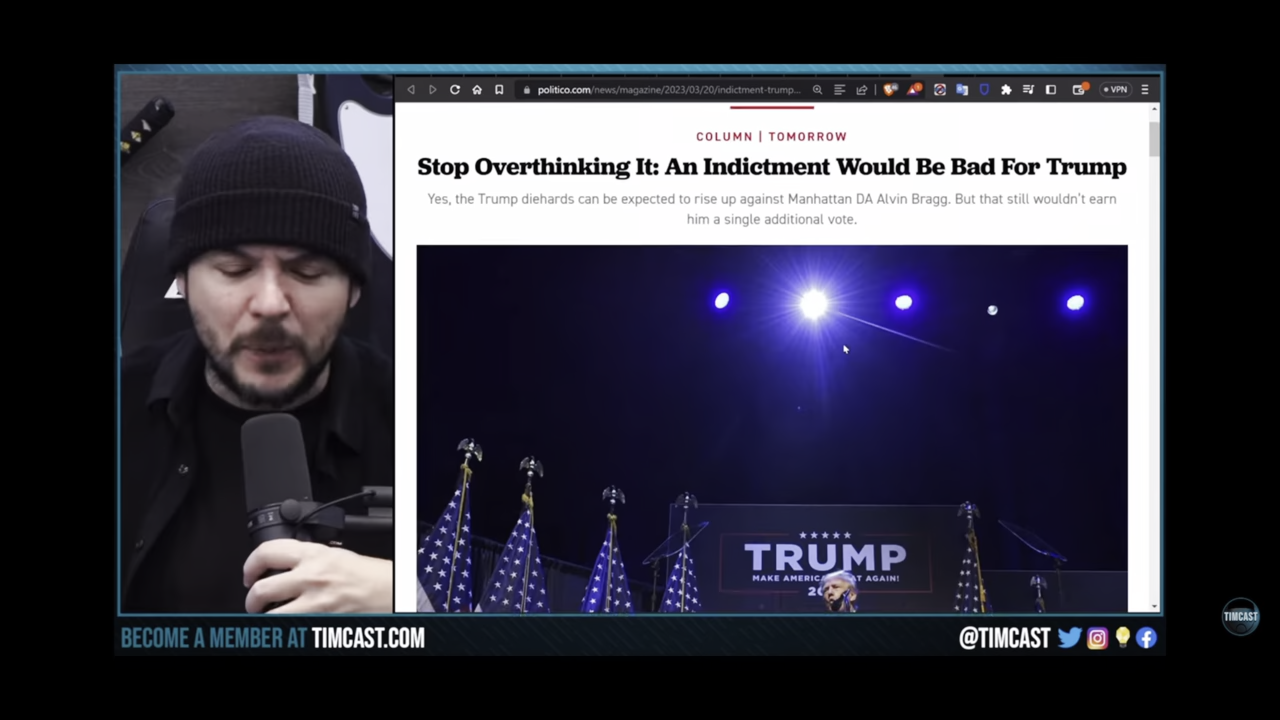 politico.com/news/magazine/2023/03/20/indictment-trump...
VPN
COLUMN | TOMORROW
Stop Overthinking It: An Indictment Would Be Bad For Trump
Yes, the Trump diehards can be expected to rise up against Manhattan DA Alvin Bragg. But that still wouldn't earn
him a single additional vote.
TRUMP
MAKE AMERICA
AT AGAIN!
BECOME A MEMBER AT TIMCAST.COM
@TIMCAST
TIMCAST